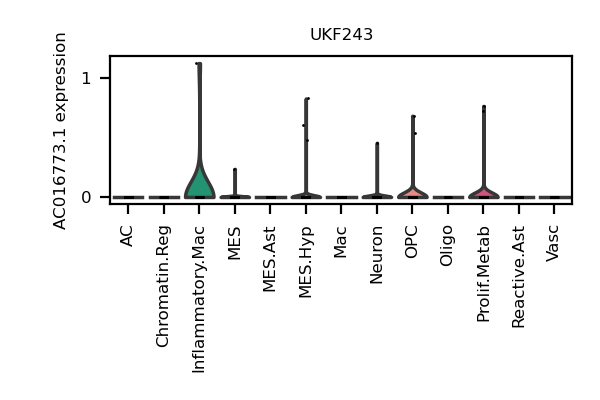 UKF243
AC016773.1 expression
1
0
AC
Chromatin.Reg
Inflammatory.Mac
MES
MES.Ast
MES.Hyp
Mac
Neuron
OPC
Oligo
Prolif.Metab
Reactive.Ast
Vasc